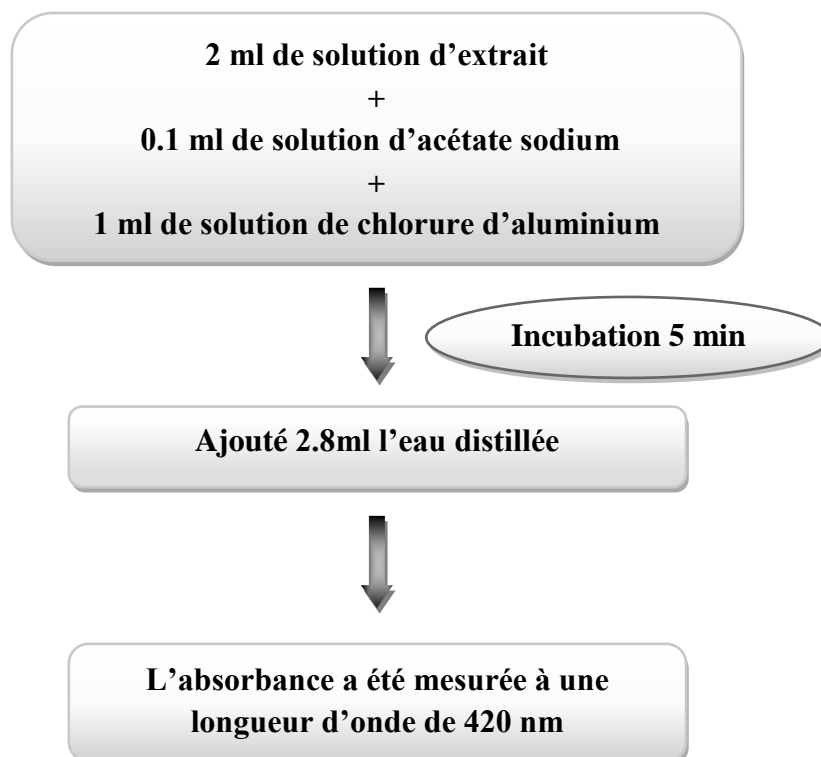 2 ml de solution d’extrait
+
0.1 ml de solution d’acétate sodium
+
1 ml de solution de chlorure d’aluminium
Incubation 5 min
Ajouté 2.8ml l’eau distillée
L’absorbance a été mesurée à une
longueur d’onde de 420 nm